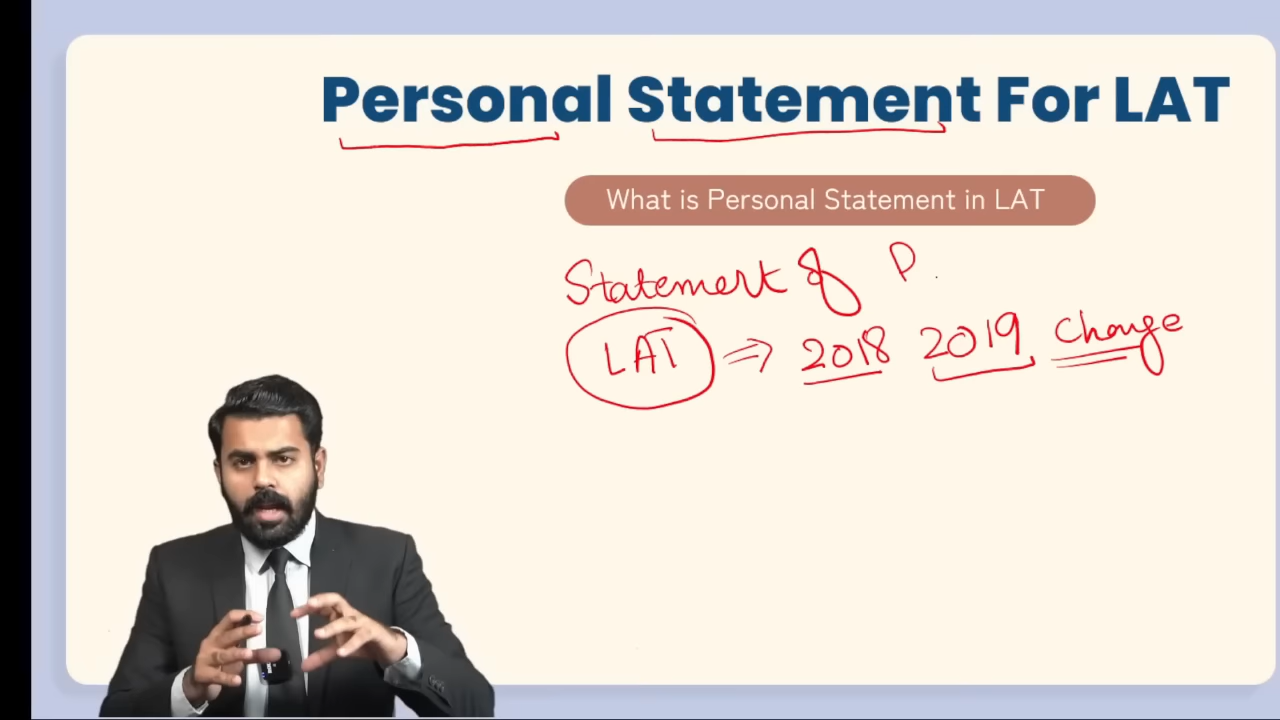 Personal Statement For LAT
What is Personal Statement in LAT
Statement of P
LAT ⇒ 2018 2019 Change